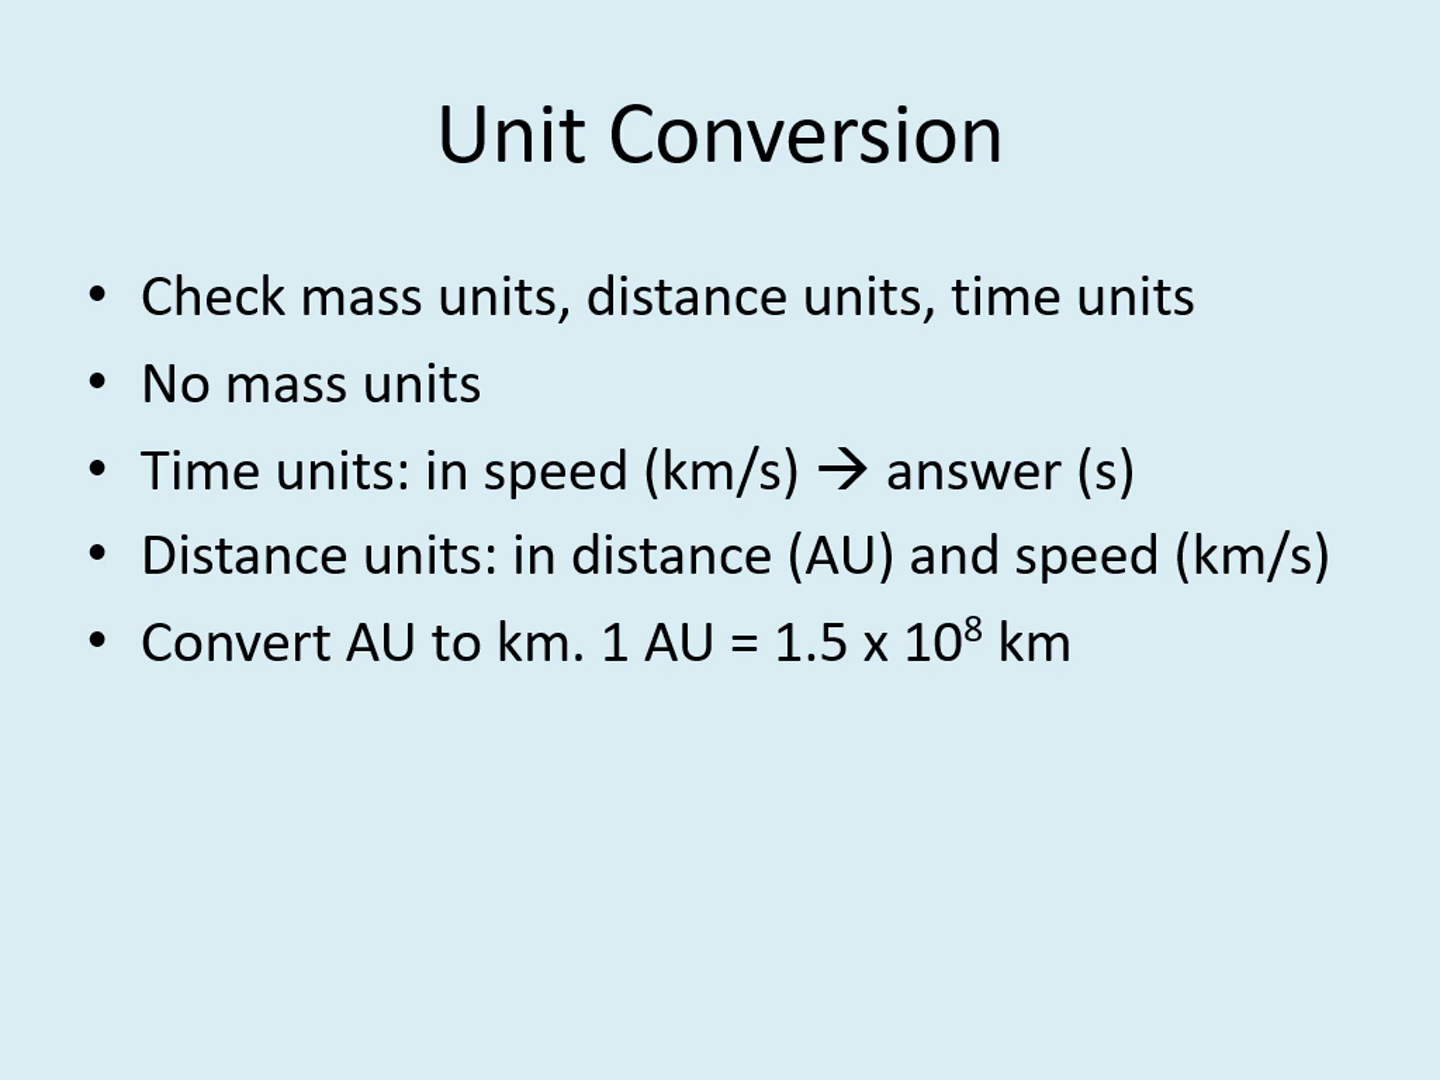 Unit Conversion
• Check mass units, distance units, time units
• No mass units
• Time units: in speed (km/s) → answer (s)
• Distance units: in distance (AU) and speed (km/s)
• Convert AU to km. 1 AU = 1.5 x 10⁸ km